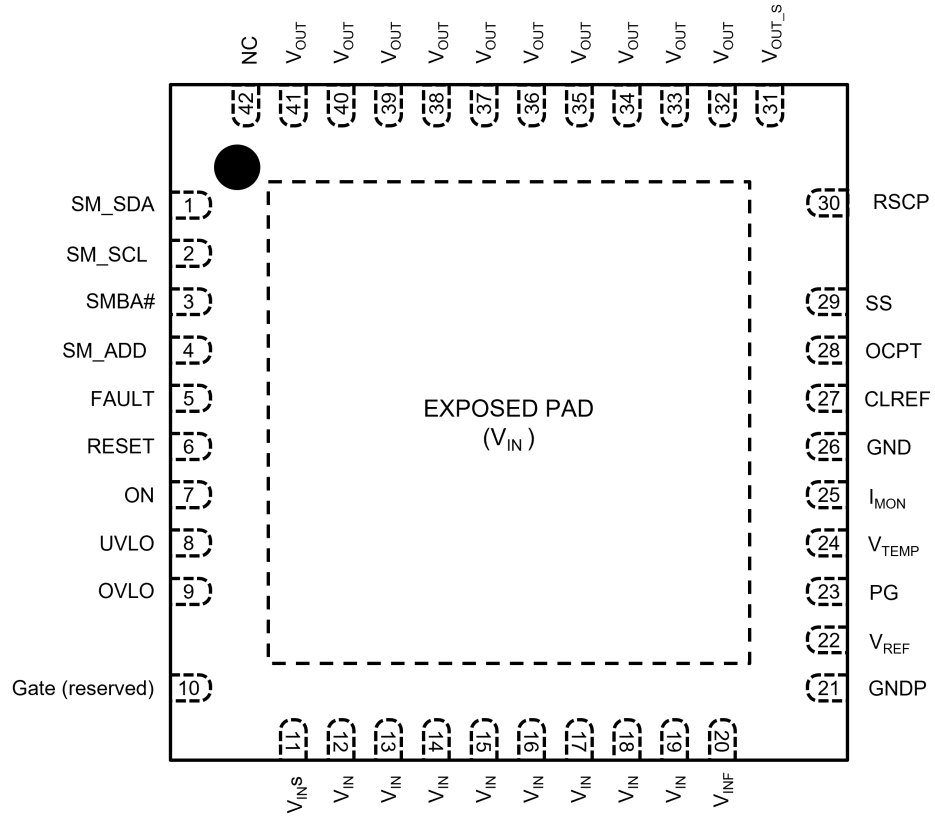 NC
VOUT
VOUT
VOUT
VOUT
VOUT
VOUT
VOUT
VOUT
VOUT
VOUT
VOUT_S
42
41
40
39
38
37
36
35
34
33
32
31
SM_SDA 1
SM_SCL 2
SMBA# 3
SM_ADD 4
FAULT 5
RESET 6
ON 7
UVLO 8
OVLO 9
Gate (reserved) 10
EXPOSED PAD
(VIN )
30 RSCP
29 SS
28 OCPT
27 CLREF
26 GND
25 IMON
24 VTEMP
23 PG
22 VREF
21 GNDP
11
12
13
14
15
16
17
18
19
20
VINS
VIN
VIN
VIN
VIN
VIN
VIN
VIN
VIN
VINF